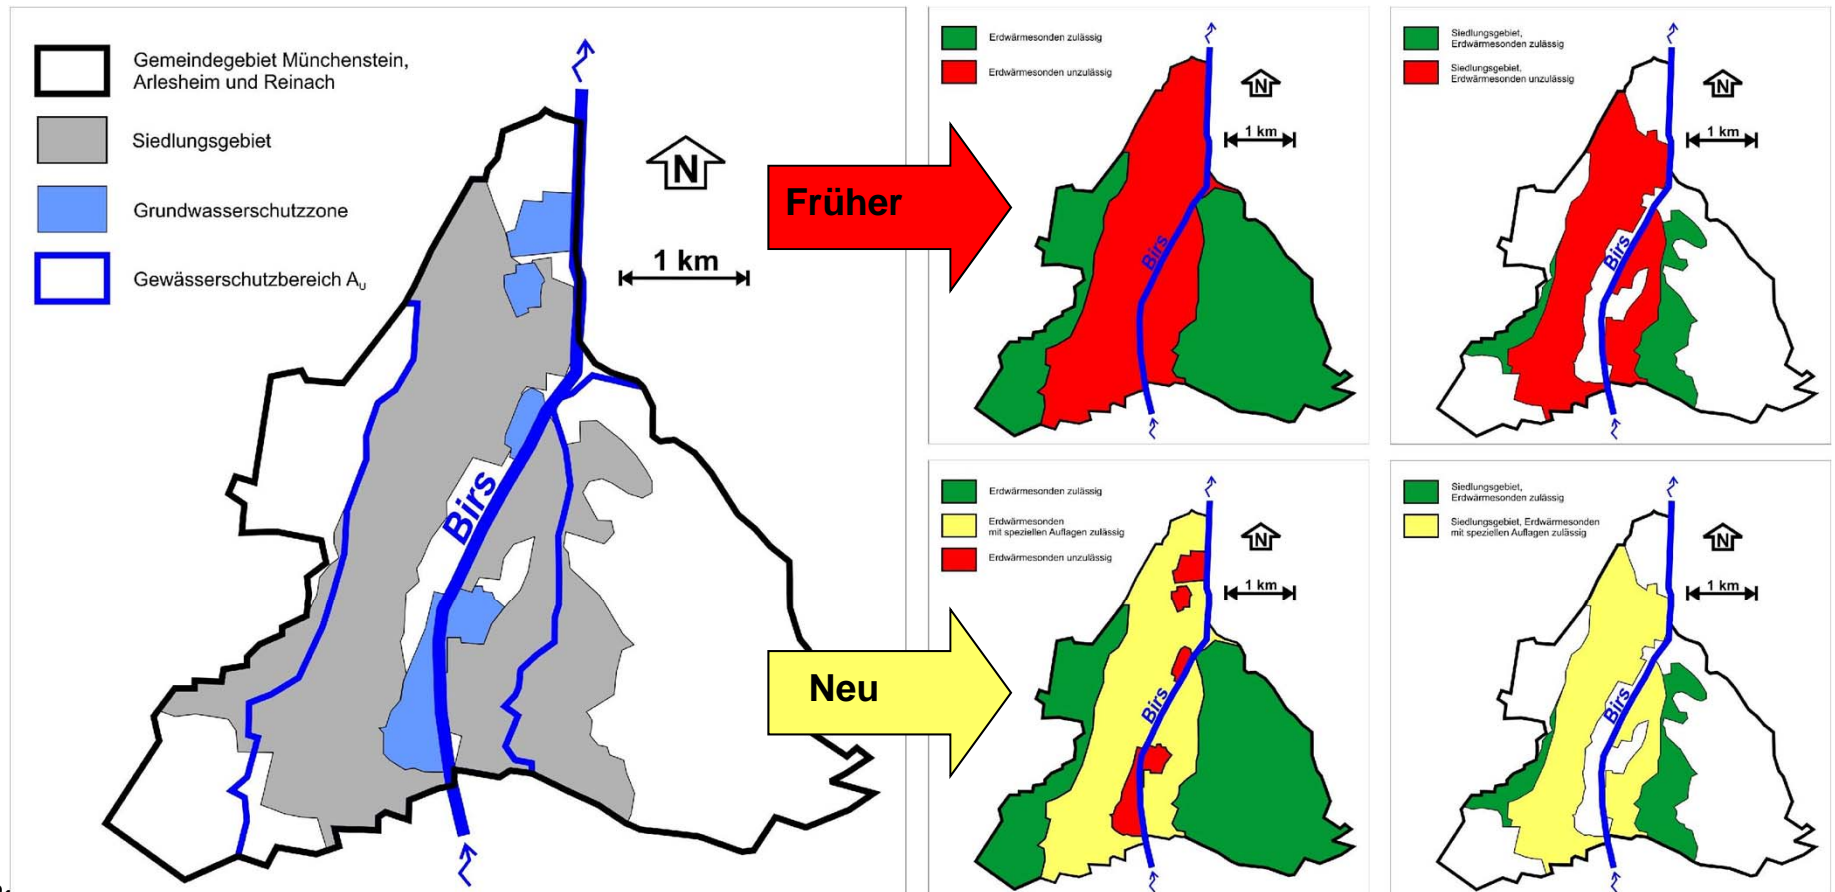 Gemeindegebiet Münchenstein,
Arlesheim und Reinach
Siedlungsgebiet
Grundwasserschutzzone
Gewässerschutzbereich Au
N
1 km
Birs
Früher
Erdwärmesonden zulässig
Erdwärmesonden unzulässig
N
1 km
Birs
Siedlungsgebiet,
Erdwärmesonden zulässig
Siedlungsgebiet,
Erdwärmesonden unzulässig
N
1 km
Birs
Neu
Erdwärmesonden zulässig
Erdwärmesonden
mit speziellen Auflagen zulässig
Erdwärmesonden unzulässig
N
1 km
Birs
Siedlungsgebiet,
Erdwärmesonden zulässig
Siedlungsgebiet, Erdwärmesonden
mit speziellen Auflagen zulässig
N
1 km
Birs